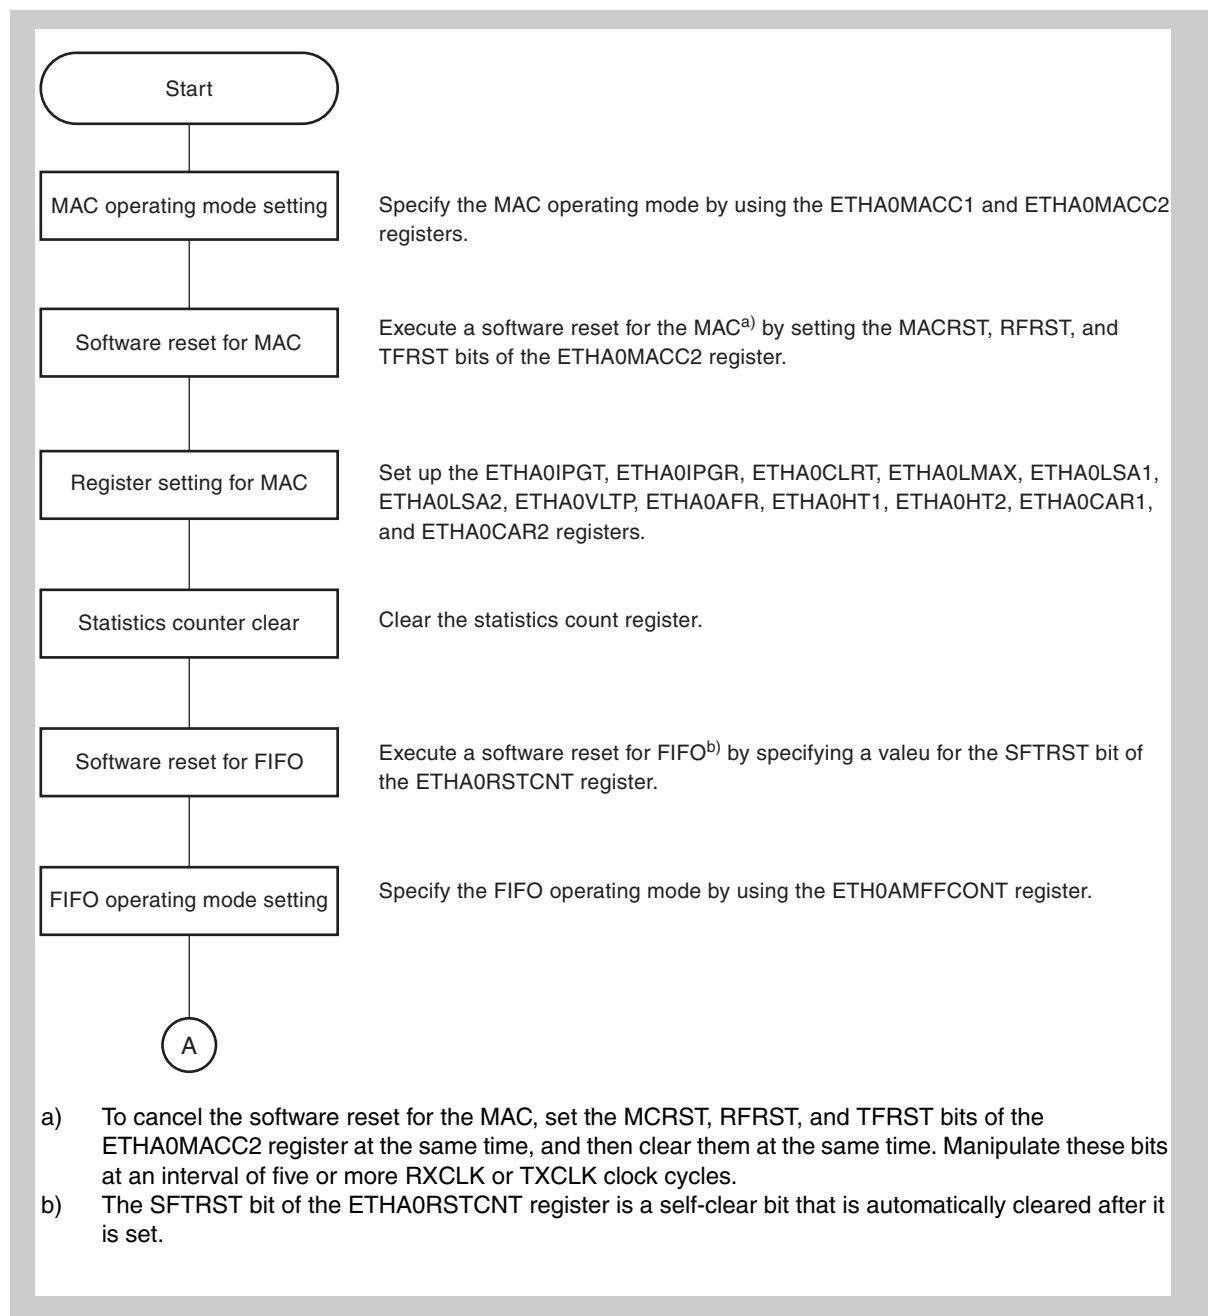 Start
MAC operating mode setting
Specify the MAC operating mode by using the ETHA0MACC1 and ETHA0MACC2
registers.
Software reset for MAC
Execute a software reset for the MACa) by setting the MACRST, RFRST, and
TFRST bits of the ETHA0MACC2 register.
Register setting for MAC
Set up the ETHA0IPGT, ETHA0IPGR, ETHA0CLRT, ETHA0LMAX, ETHA0LSA1,
ETHA0LSA2, ETHA0VLTP, ETHA0AFR, ETHA0HT1, ETHA0HT2, ETHA0CAR1,
and ETHA0CAR2 registers.
Statistics counter clear
Clear the statistics count register.
Software reset for FIFO
Execute a software reset for FIFOb) by specifying a valeu for the SFTRST bit of
the ETHA0RSTCNT register.
FIFO operating mode setting
Specify the FIFO operating mode by using the ETH0AMFFCONT register.
A
a) To cancel the software reset for the MAC, set the MCRST, RFRST, and TFRST bits of the
ETHA0MACC2 register at the same time, and then clear them at the same time. Manipulate these bits
at an interval of five or more RXCLK or TXCLK clock cycles.
b) The SFTRST bit of the ETHA0RSTCNT register is a self-clear bit that is automatically cleared after it
is set.